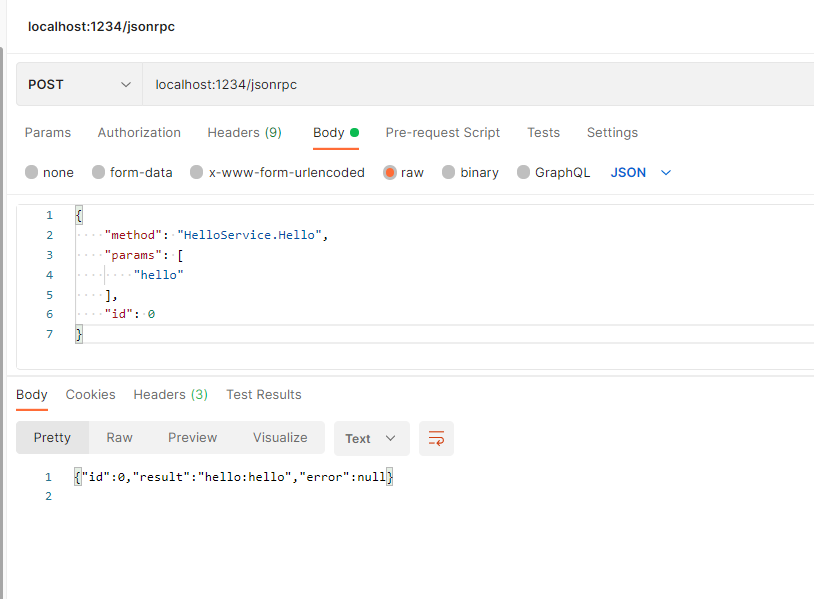 localhost:1234/jsonrpc
POST localhost:1234/jsonrpc
Params Authorization Headers (9) Body Pre-request Script Tests Settings
none form-data x-www-form-urlencoded raw binary GraphQL JSON
1 {
2 "method": "HelloService.Hello",
3 "params": [
4 "hello"
5 ],
6 "id": 0
7 }
Body Cookies Headers (3) Test Results
Pretty Raw Preview Visualize Text
1 {"id":0,"result":"hello:hello","error":null}
2